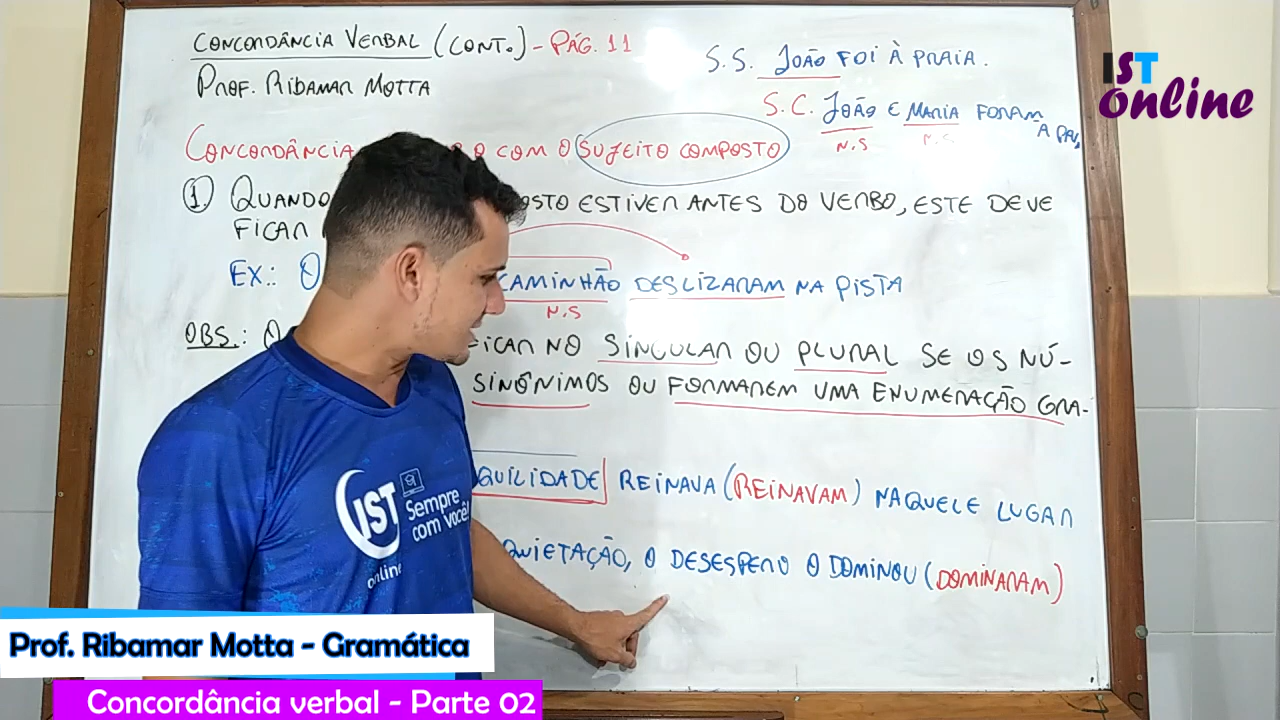 CONCORDÂNCIA VERBAL (CONT.) - PÁG. 11
PROF. RIBAMAR MOTTA
S.S. JOÃO FOI À PRAIA.
S.C. JOÃO E MARIA FORAM
N.S N.S
IST
online
CONCORDÂNCIA COM O SUJEITO COMPOSTO
1. QUANDO ESTIVER ANTES DO VERBO, ESTE DEVE
FICAR
EX.: O CAMINHÃO DESLIZARAM NA PISTA
N.S
OBS.: O FICAR NO SINGULAR OU PLURAL SE OS NÚ-
SINÔNIMOS OU FORMAREM UMA ENUMERAÇÃO GRA-
QUILIDADE REINAVA (REINAVAM) NAQUELE LUGAR
QUIETAÇÃO, O DESESPERO O DOMINOU (DOMINARAM)
IST
online
Sempre
com você!
Prof. Ribamar Motta - Gramática
Concordância verbal - Parte 02